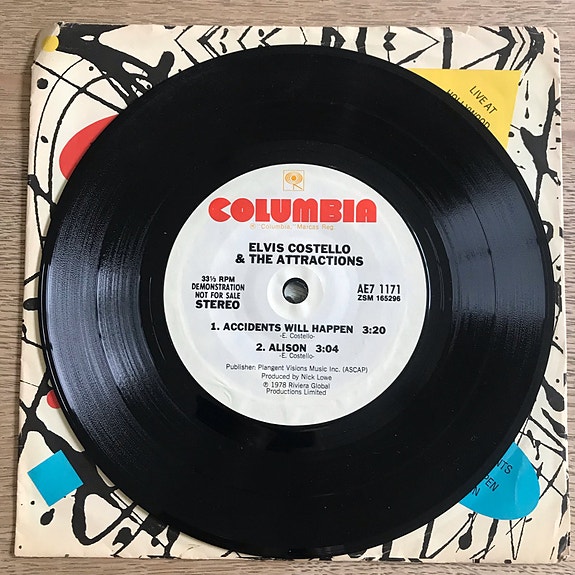 LIVE AT
HOLLYWOOD
COLUMBIA
® "Columbia," Marcas Reg.
ELVIS COSTELLO
& THE ATTRACTIONS
33⅓ RPM
DEMONSTRATION
NOT FOR SALE
STEREO
AE7 1171
ZSM 165296
1. ACCIDENTS WILL HAPPEN 3:20
-E. Costello-
2. ALISON 3:04
-E. Costello-
Publisher: Plangent Visions Music Inc. (ASCAP)
Produced by Nick Lowe
℗ 1978 Riviera Global
Productions Limited